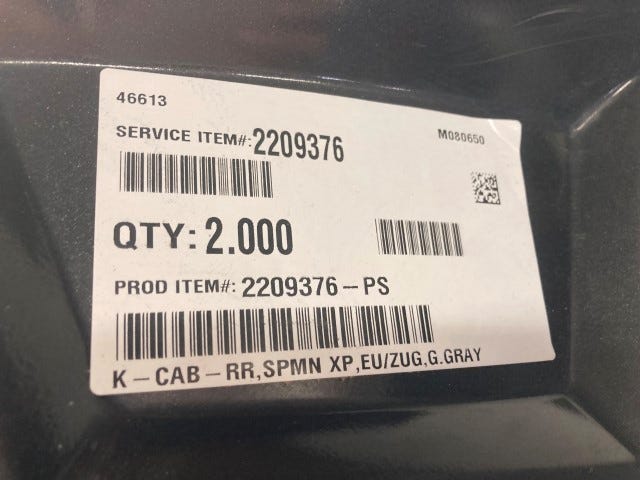 46613
M080650
SERVICE ITEM#: 2209376
QTY: 2.000
PROD ITEM#: 2209376-PS
K-CAB-RR,SPMN XP,EU/ZUG,G.GRAY